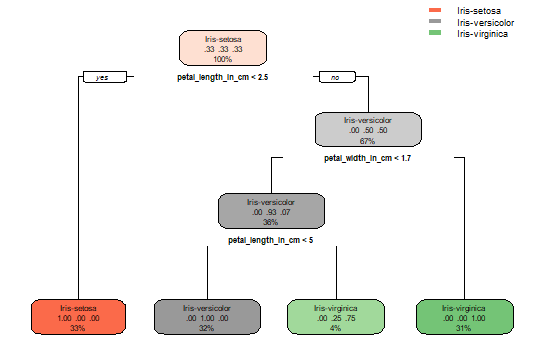 Iris-setosa
Iris-versicolor
Iris-virginica
Iris-setosa
.33 .33 .33
100%
yes
petal_length_in_cm < 2.5
no
Iris-versicolor
.00 .50 .50
67%
petal_width_in_cm < 1.7
Iris-versicolor
.00 .93 .07
36%
petal_length_in_cm < 5
Iris-setosa
1.00 .00 .00
33%
Iris-versicolor
.00 1.00 .00
32%
Iris-virginica
.00 .25 .75
4%
Iris-virginica
.00 .00 1.00
31%